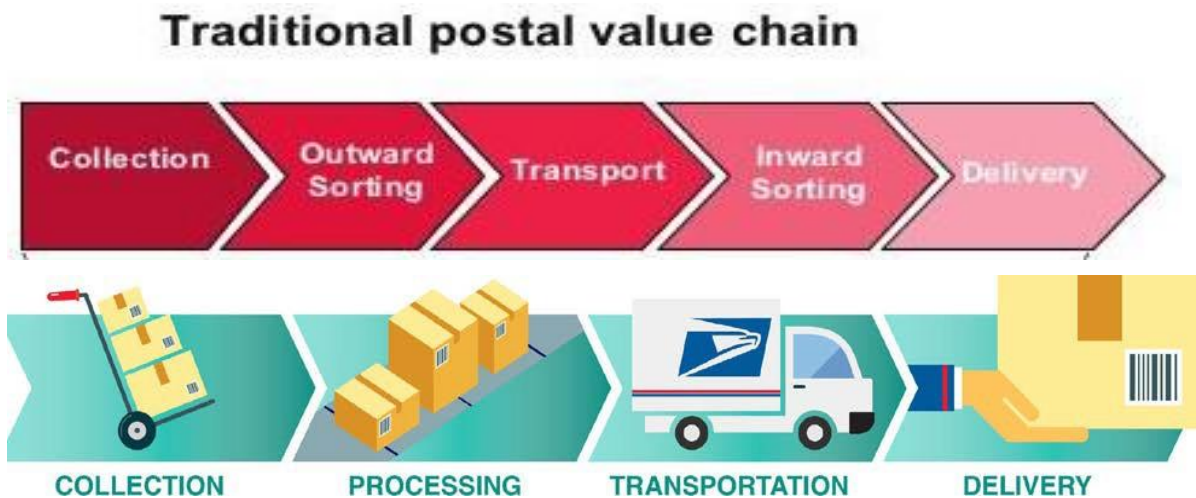 Traditional postal value chain
Collection
Outward
Sorting
Transport
Inward
Sorting
Delivery
COLLECTION
PROCESSING
TRANSPORTATION
DELIVERY